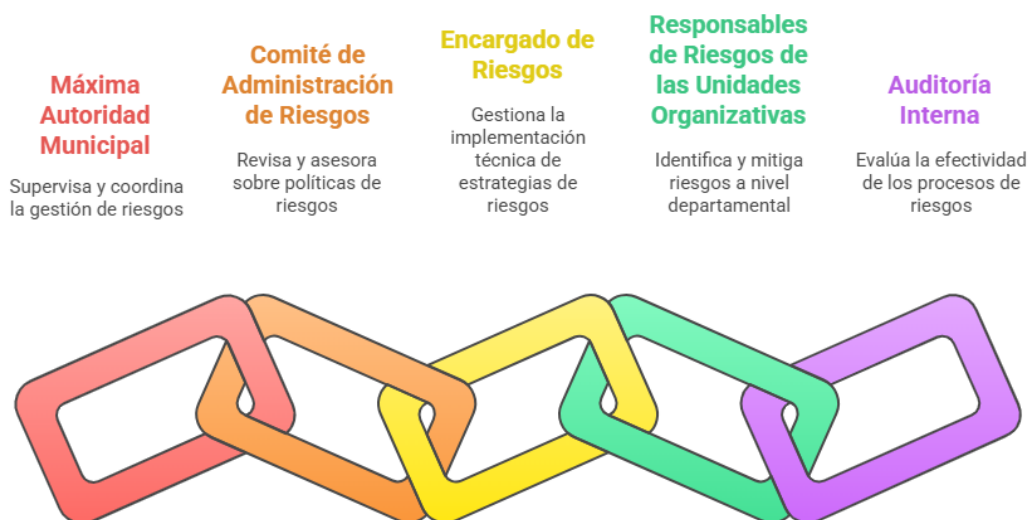 Máxima
Autoridad
Municipal
Supervisa y coordina
la gestión de riesgos
Comité de
Administración
de Riesgos
Revisa y asesora
sobre políticas de
riesgos
Encargado de
Riesgos
Gestiona la
implementación
técnica de
estrategias de
riesgos
Responsables
de Riesgos de
las Unidades
Organizativas
Identifica y mitiga
riesgos a nivel
departamental
Auditoría
Interna
Evalúa la efectividad
de los procesos de
riesgos